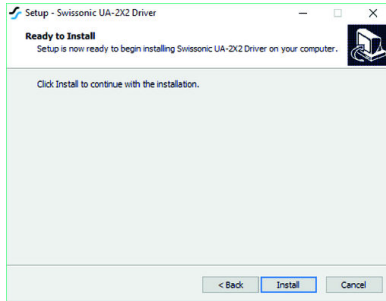 Setup - Swissonic UA-2X2 Driver
Ready to Install
Setup is now ready to begin installing Swissonic UA-2X2 Driver on your computer.
Click Install to continue with the installation.
< Back
Install
Cancel